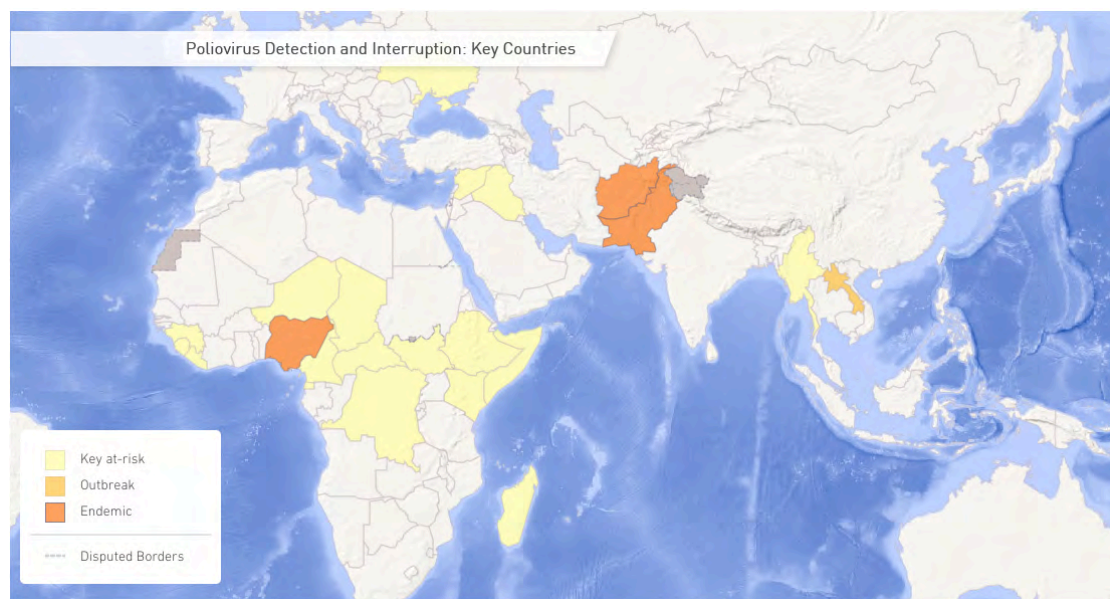 Poliovirus Detection and Interruption: Key Countries
Key at-risk
Outbreak
Endemic
Disputed Borders